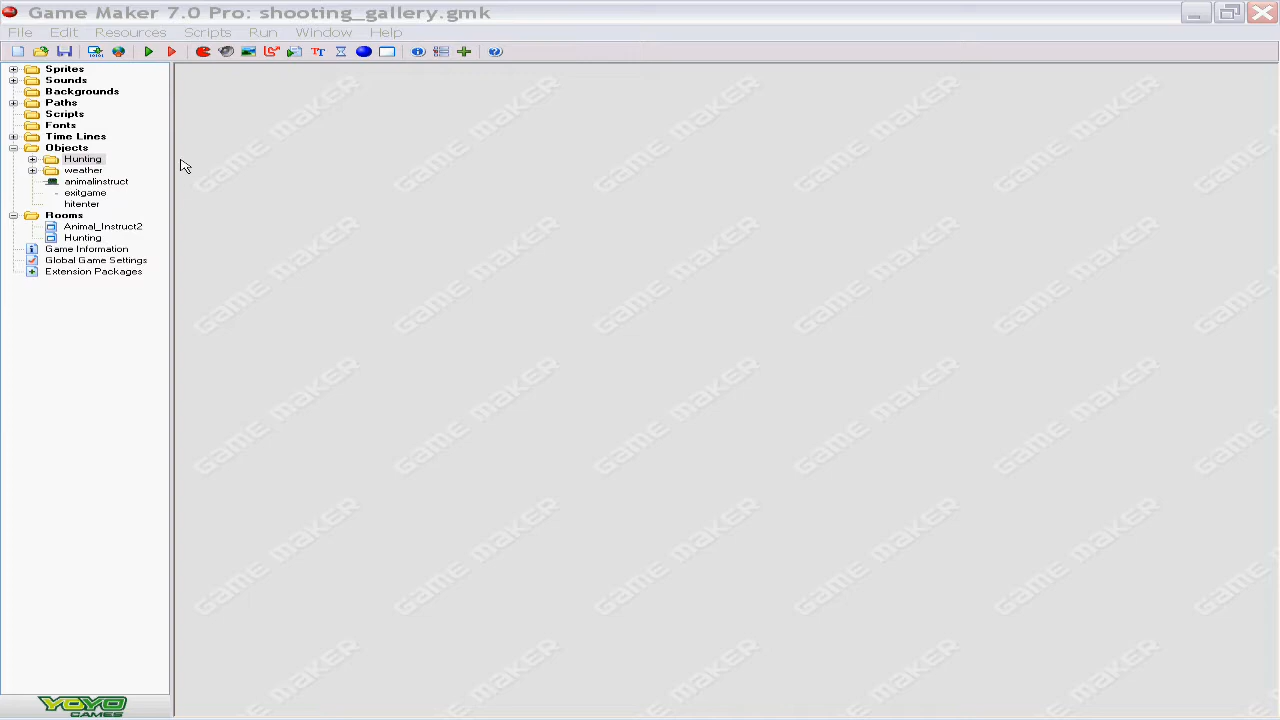 Game Maker 7.0 Pro: shooting_gallery.gmk
File Edit Resources Scripts Run Window Help
Sprites
Sounds
Backgrounds
Paths
Scripts
Fonts
Time Lines
Objects
Hunting
weather
animalinstruct
exitgame
hitenter
Rooms
Animal_Instruct2
Hunting
Game Information
Global Game Settings
Extension Packages
YOYO
GAMES
GAME MAKER